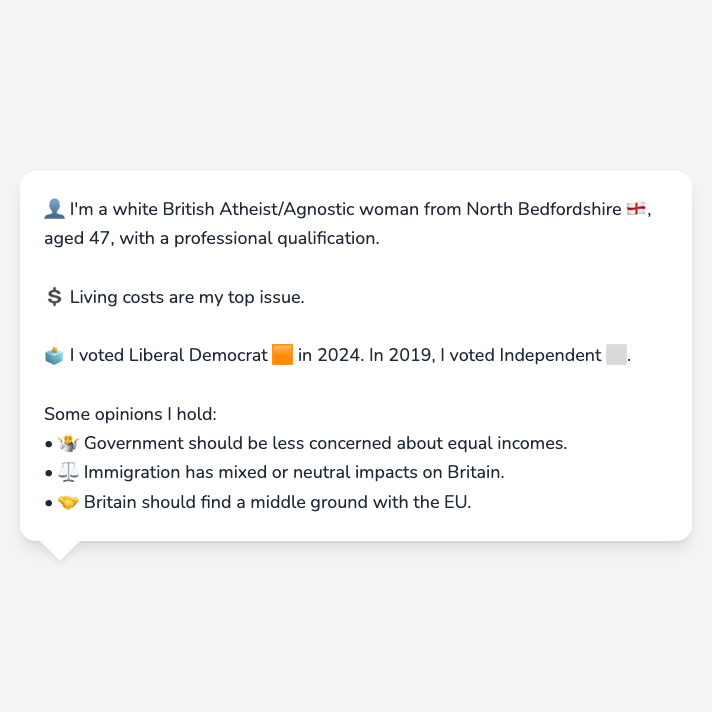 👤 I'm a white British Atheist/Agnostic woman from North Bedfordshire 🏴󠁧󠁢󠁥󠁮󠁧󠁿,
aged 47, with a professional qualification.
💲 Living costs are my top issue.
🗳️ I voted Liberal Democrat 🟧 in 2024. In 2019, I voted Independent ⬜.
Some opinions I hold:
• 🤷 Government should be less concerned about equal incomes.
• ⚖️ Immigration has mixed or neutral impacts on Britain.
• 🤝 Britain should find a middle ground with the EU.